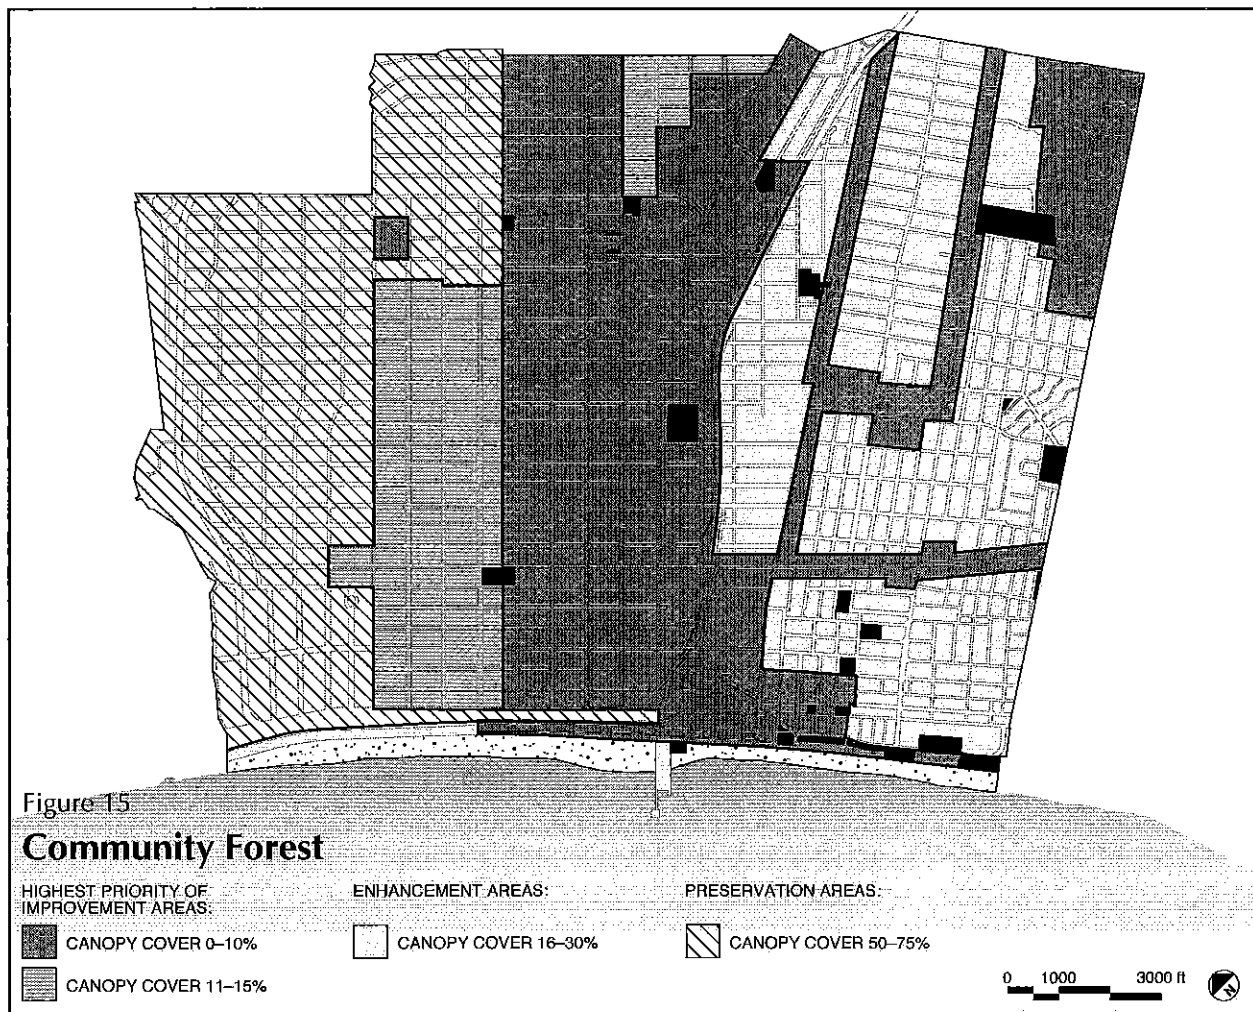 Figure 15
Community Forest
HIGHEST PRIORITY OF
IMPROVEMENT AREAS:
CANOPY COVER 0–10%
CANOPY COVER 11–15%
ENHANCEMENT AREAS:
CANOPY COVER 16–30%
PRESERVATION AREAS:
CANOPY COVER 50–75%
0 1000 3000 ft
N